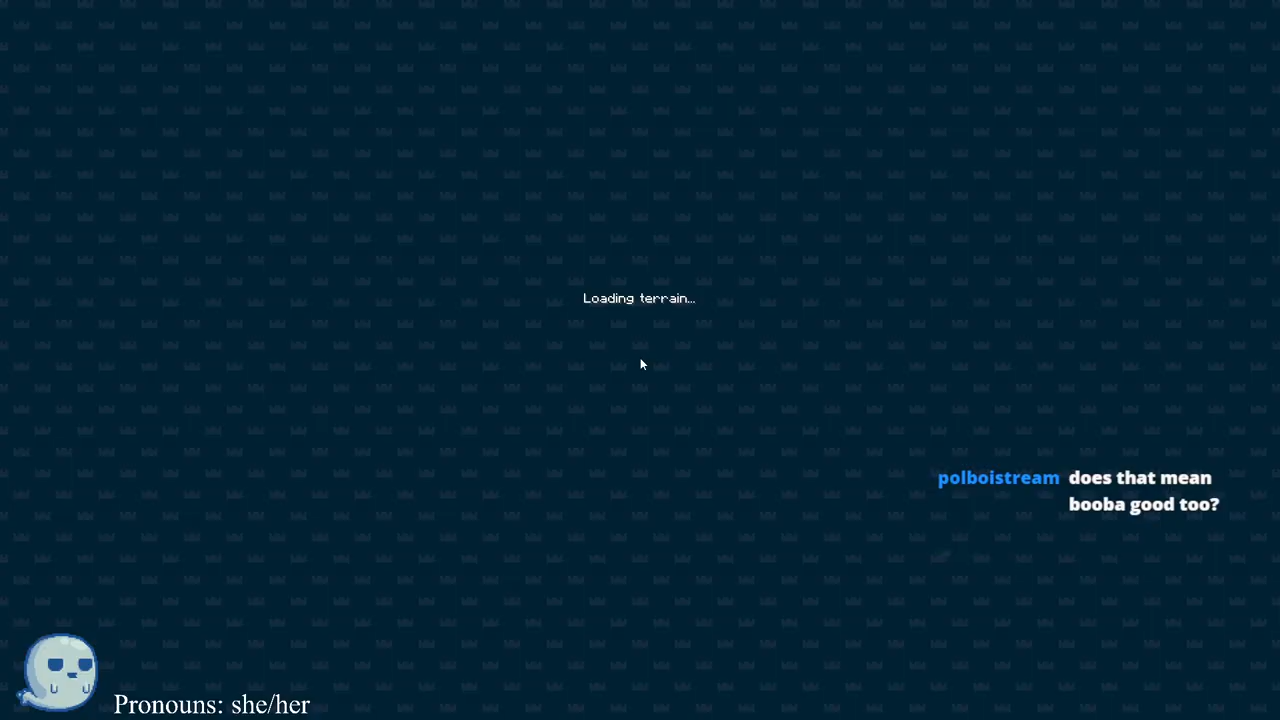 Loading terrain...
polboistream does that mean
booba good too?
Pronouns: she/her